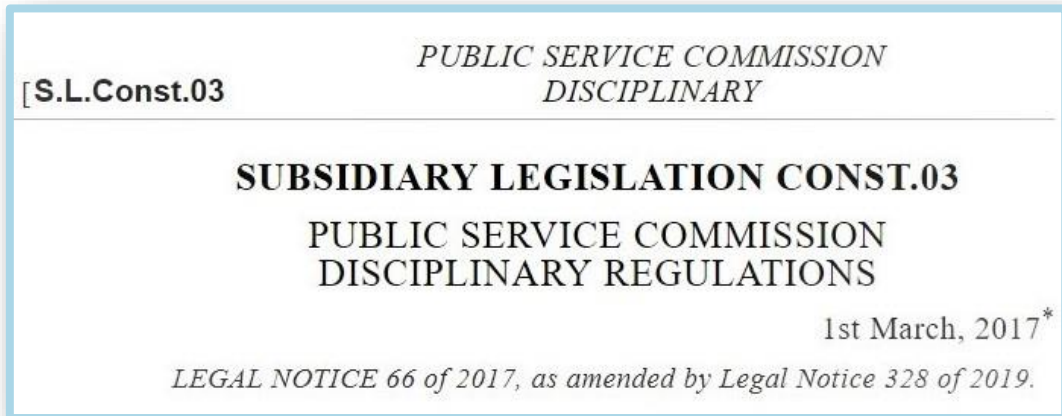 PUBLIC SERVICE COMMISSION
[S.L.Const.03 DISCIPLINARY
SUBSIDIARY LEGISLATION CONST.03
PUBLIC SERVICE COMMISSION
DISCIPLINARY REGULATIONS
1st March, 2017*
LEGAL NOTICE 66 of 2017, as amended by Legal Notice 328 of 2019.